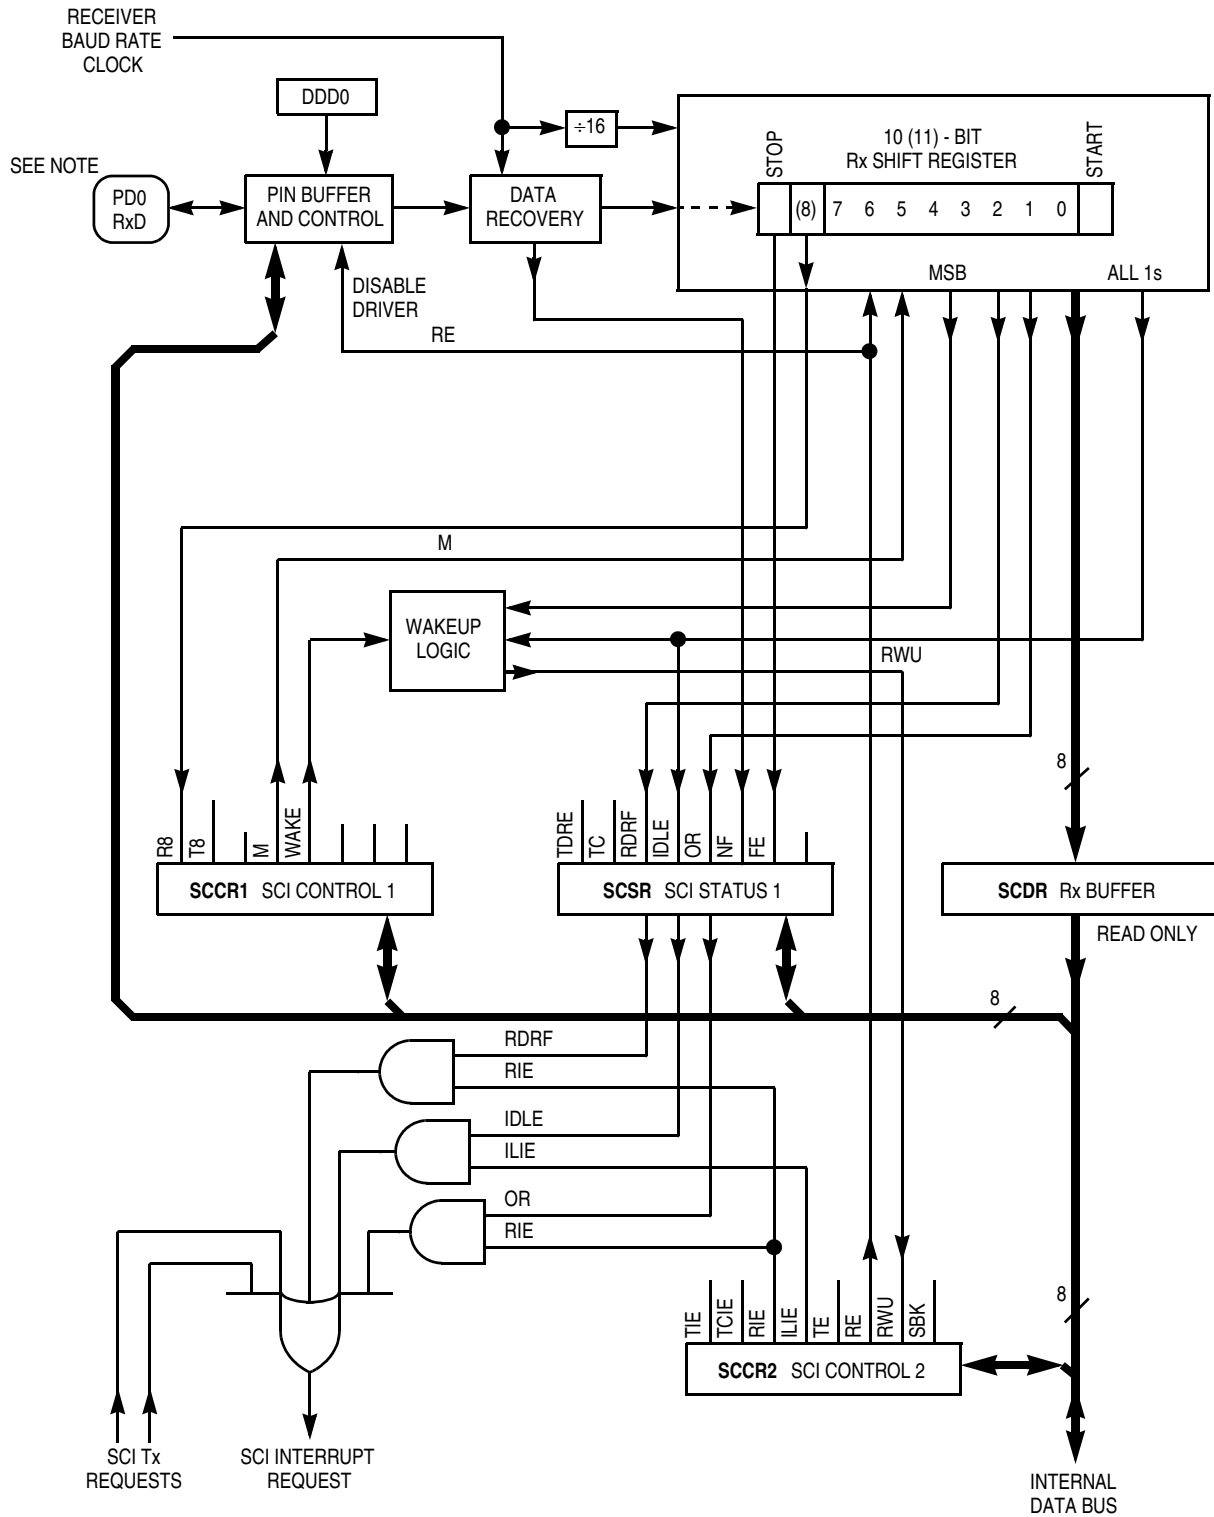 RECEIVER
BAUD RATE
CLOCK
DDD0
÷16
SEE NOTE
PD0
RxD
PIN BUFFER
AND CONTROL
DATA
RECOVERY
STOP
10 (11) - BIT
Rx SHIFT REGISTER
START
(8) 7 6 5 4 3 2 1 0
MSB
ALL 1s
DISABLE
DRIVER
RE
M
WAKEUP
LOGIC
RWU
8
R8
T8
M
WAKE
TDRE
TC
RDRF
IDLE
OR
NF
FE
SCCR1 SCI CONTROL 1
SCSR SCI STATUS 1
SCDR Rx BUFFER
READ ONLY
8
RDRF
RIE
IDLE
ILIE
OR
RIE
8
TIE
TCIE
RIE
ILIE
TE
RE
RWU
SBK
SCCR2 SCI CONTROL 2
SCI Tx
REQUESTS
SCI INTERRUPT
REQUEST
INTERNAL
DATA BUS